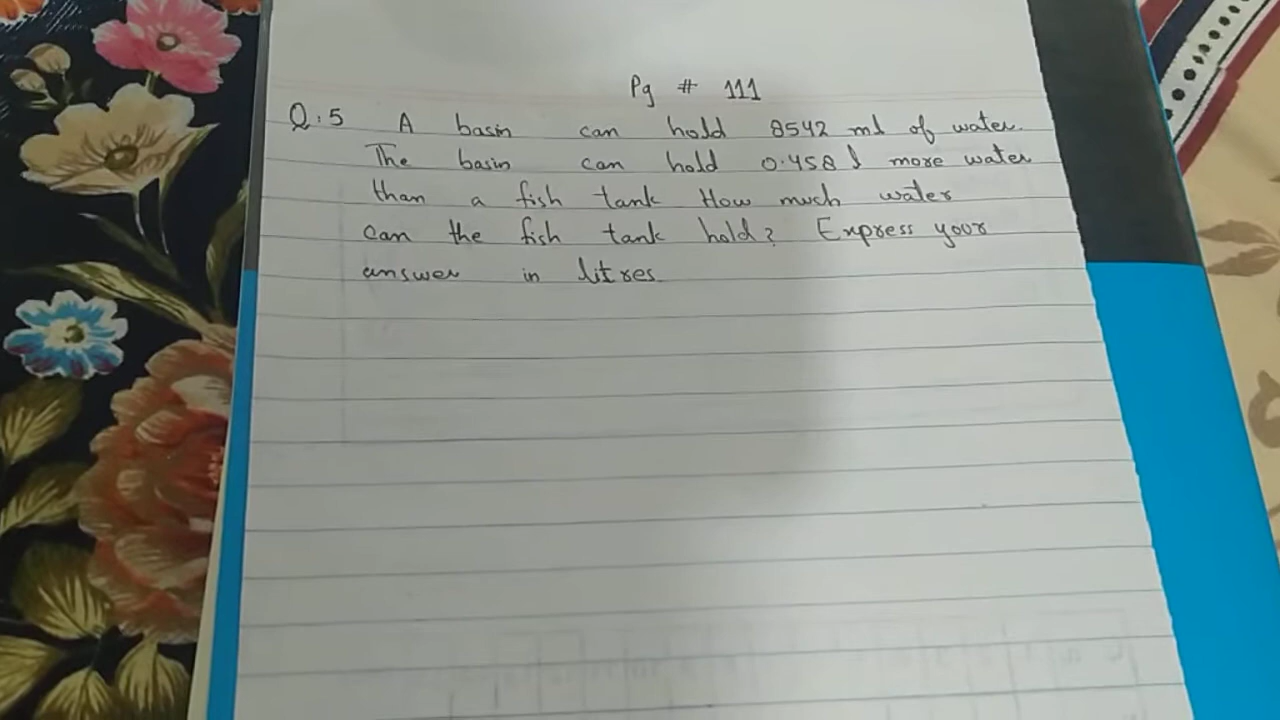 Pg # 111
Q:5 A basin can hold 8542 ml of water.
The basin can hold 0.458 l more water
than a fish tank How much water
can the fish tank hold? Express your
answer in litres